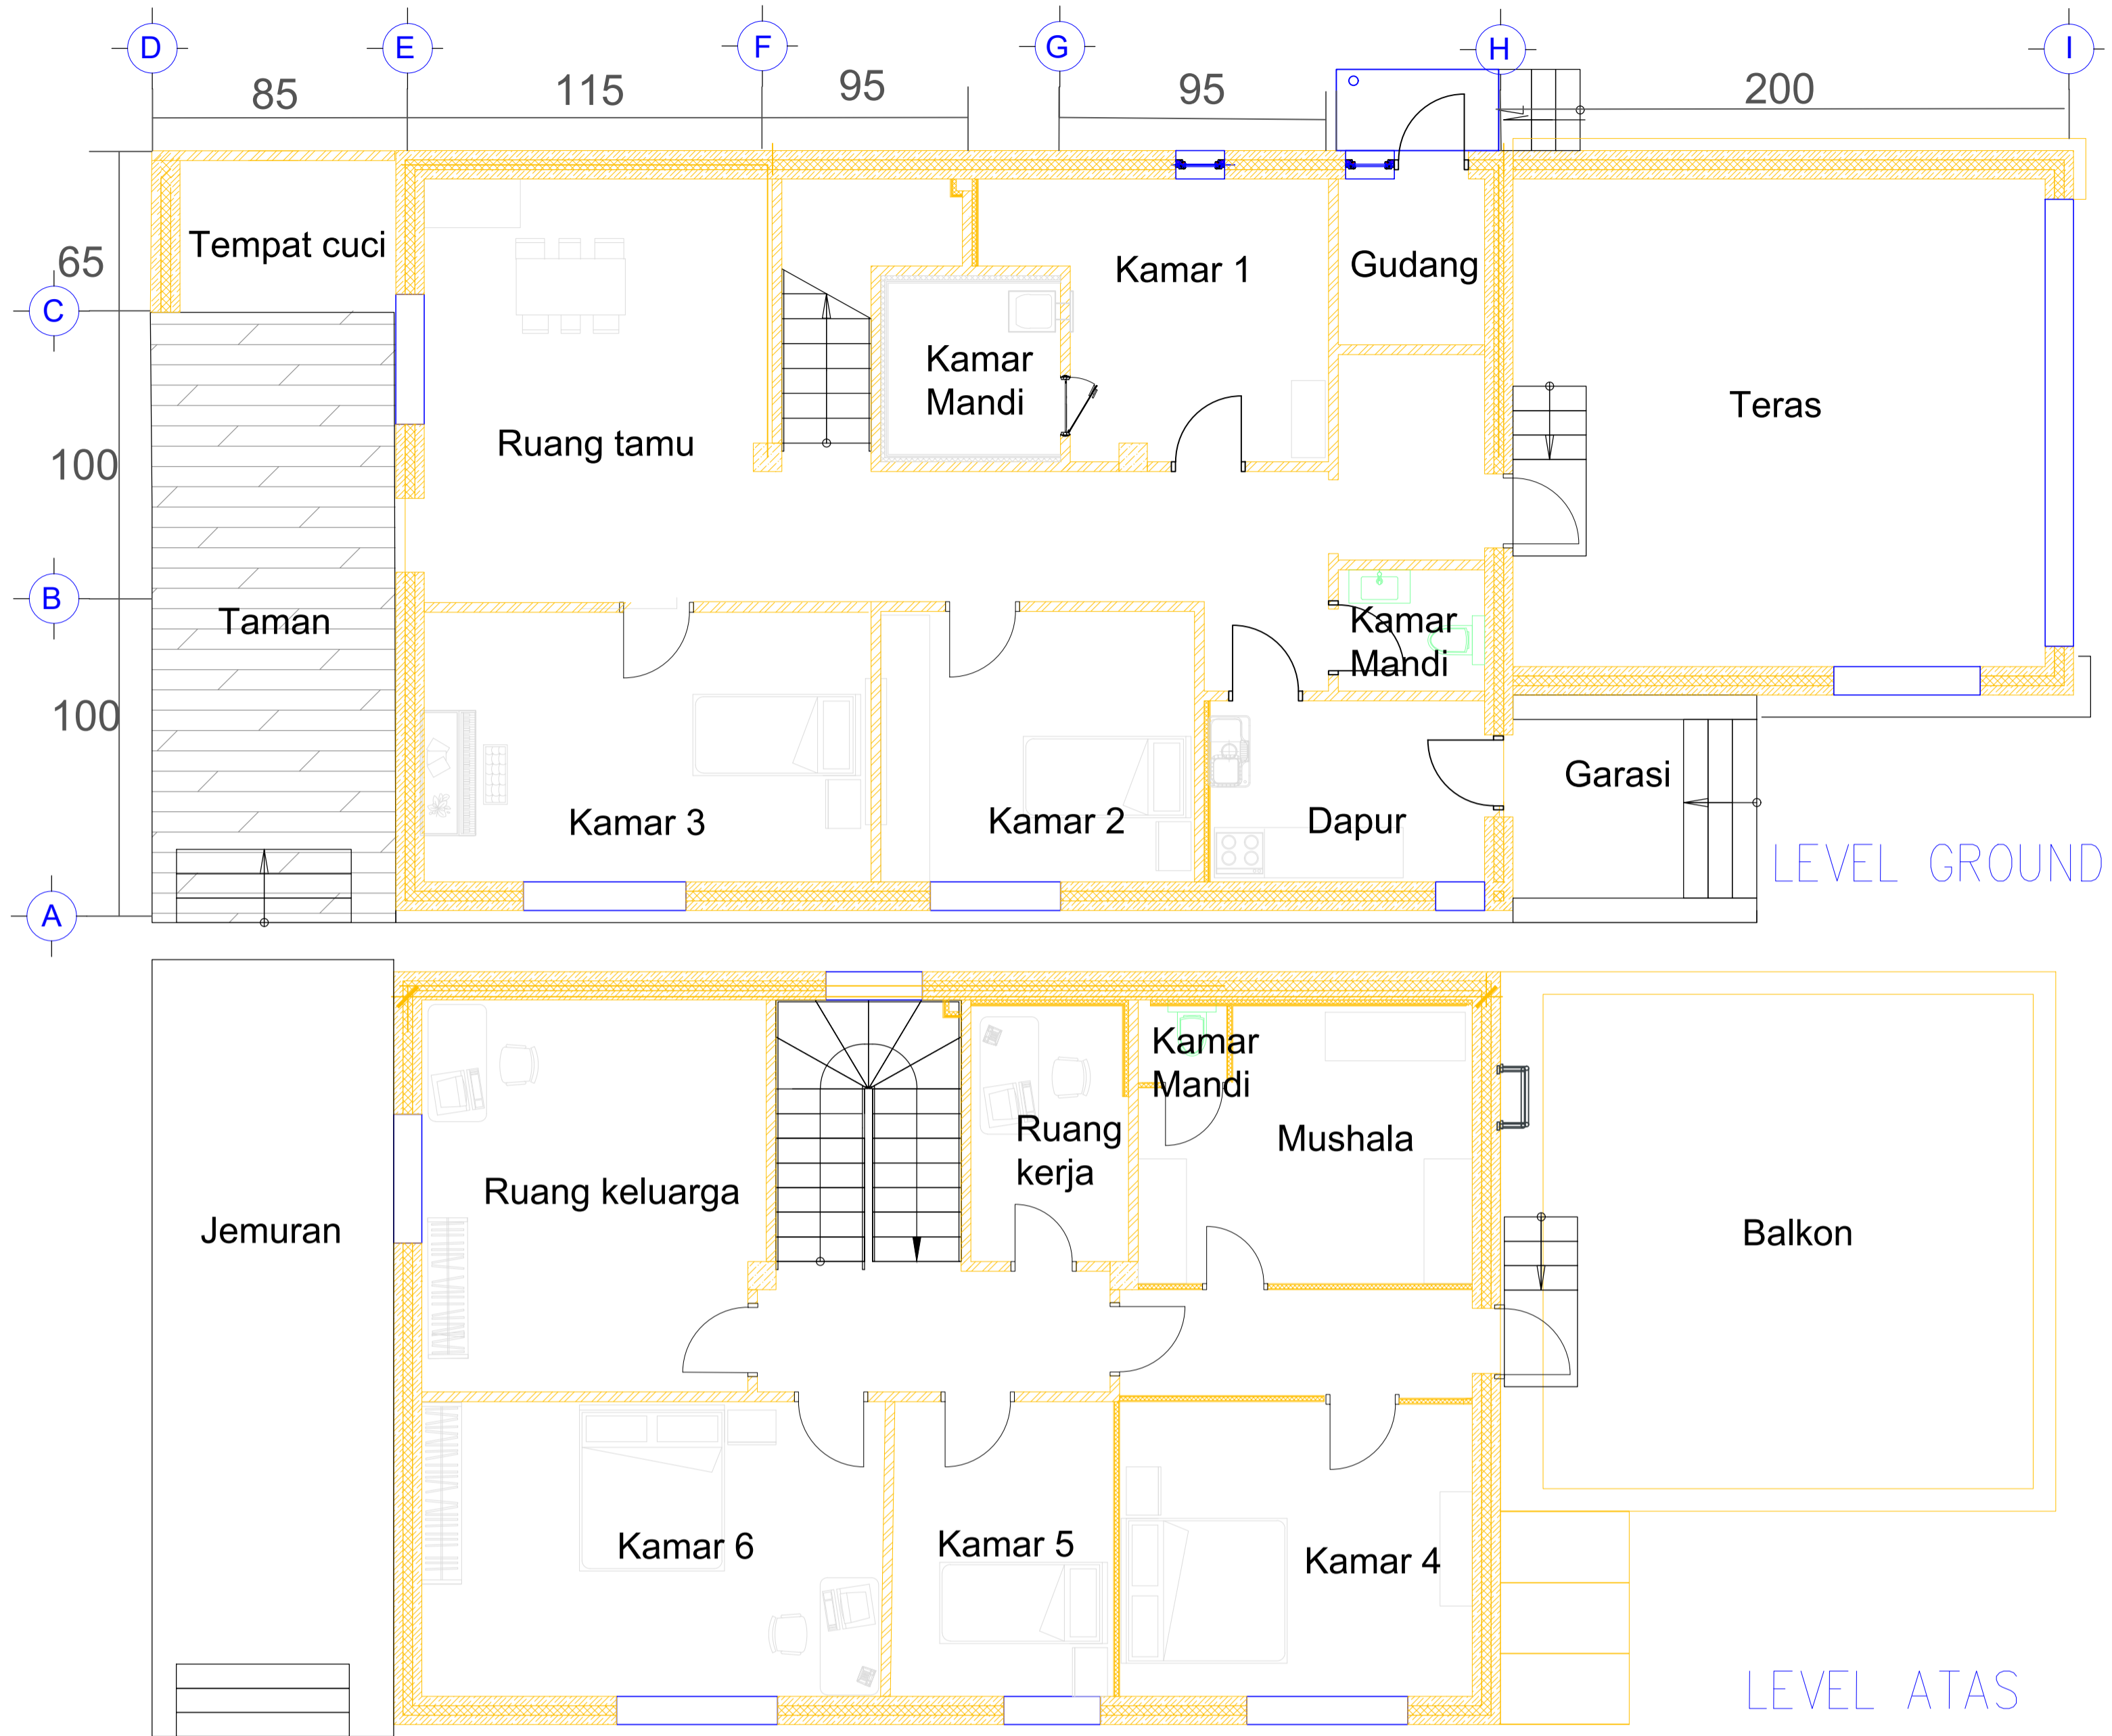 D E F G H I
85 115 95 95 200
65
C
100
B
100
A
Tempat cuci
Kamar 1
Gudang
Kamar
Mandi
Ruang tamu
Teras
Taman
Kamar
Mandi
Kamar 3
Kamar 2
Dapur
Garasi
LEVEL GROUND
Kamar
Mandi
Ruang
kerja
Mushala
Ruang keluarga
Jemuran
Balkon
Kamar 6
Kamar 5
Kamar 4
LEVEL ATAS